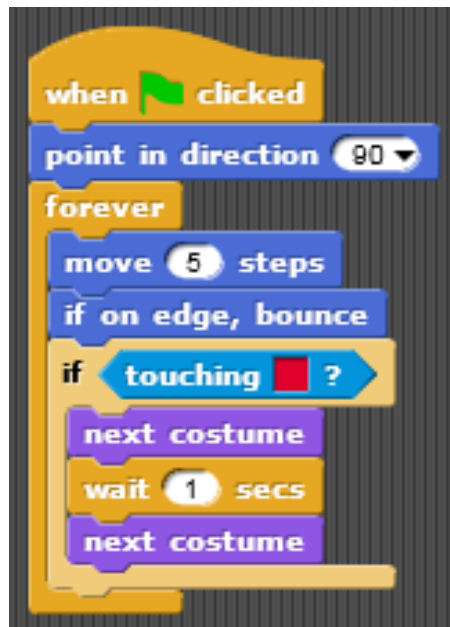 when clicked
point in direction 90
forever
move 5 steps
if on edge, bounce
if touching ?
next costume
wait 1 secs
next costume